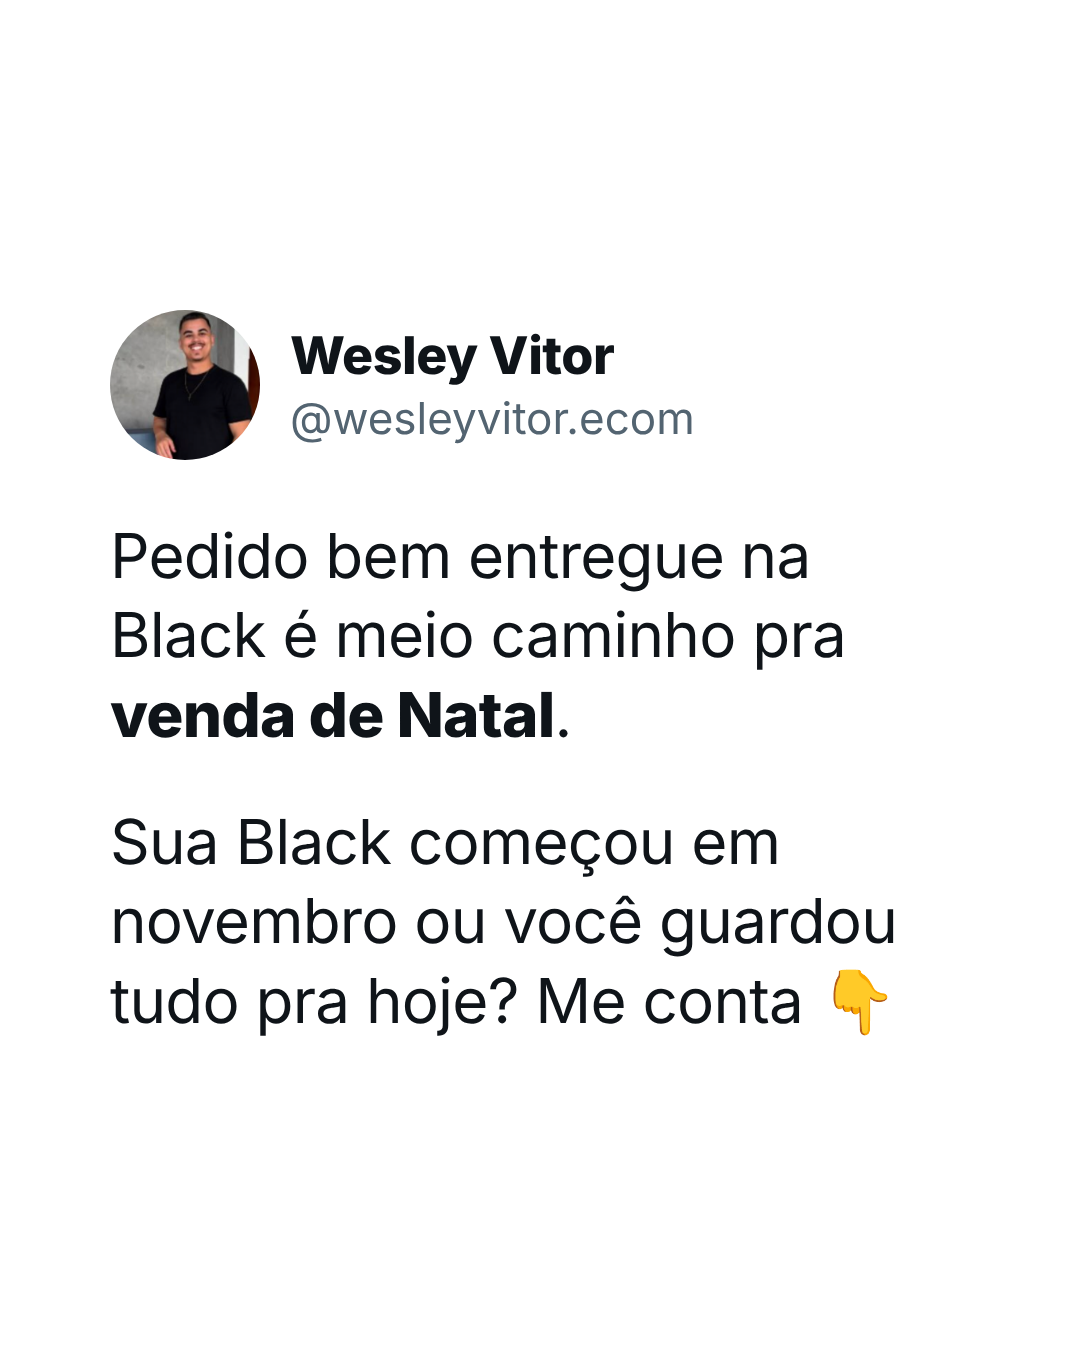 Wesley Vitor
@wesleyvitor.ecom
Pedido bem entregue na
Black é meio caminho pra
venda de Natal.
Sua Black começou em
novembro ou você guardou
tudo pra hoje? Me conta 👇